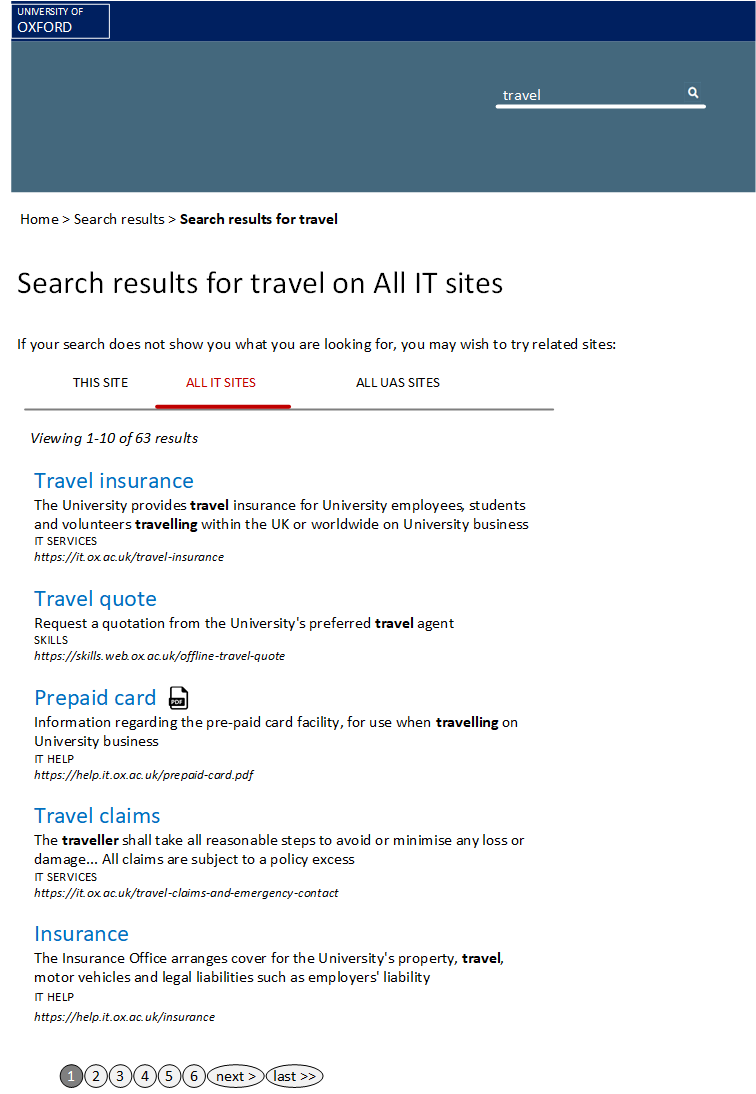 UNIVERSITY OF
OXFORD
travel
Home > Search results > Search results for travel
Search results for travel on All IT sites
If your search does not show you what you are looking for, you may wish to try related sites:
THIS SITE ALL IT SITES ALL UAS SITES
Viewing 1-10 of 63 results
Travel insurance
The University provides travel insurance for University employees, students
and volunteers travelling within the UK or worldwide on University business
IT SERVICES
https://it.ox.ac.uk/travel-insurance
Travel quote
Request a quotation from the University's preferred travel agent
SKILLS
https://skills.web.ox.ac.uk/offline-travel-quote
Prepaid card PDF
Information regarding the pre-paid card facility, for use when travelling on
University business
IT HELP
https://help.it.ox.ac.uk/prepaid-card.pdf
Travel claims
The traveller shall take all reasonable steps to avoid or minimise any loss or
damage... All claims are subject to a policy excess
IT SERVICES
https://it.ox.ac.uk/travel-claims-and-emergency-contact
Insurance
The Insurance Office arranges cover for the University's property, travel,
motor vehicles and legal liabilities such as employers' liability
IT HELP
https://help.it.ox.ac.uk/insurance
1 2 3 4 5 6 next > last >>